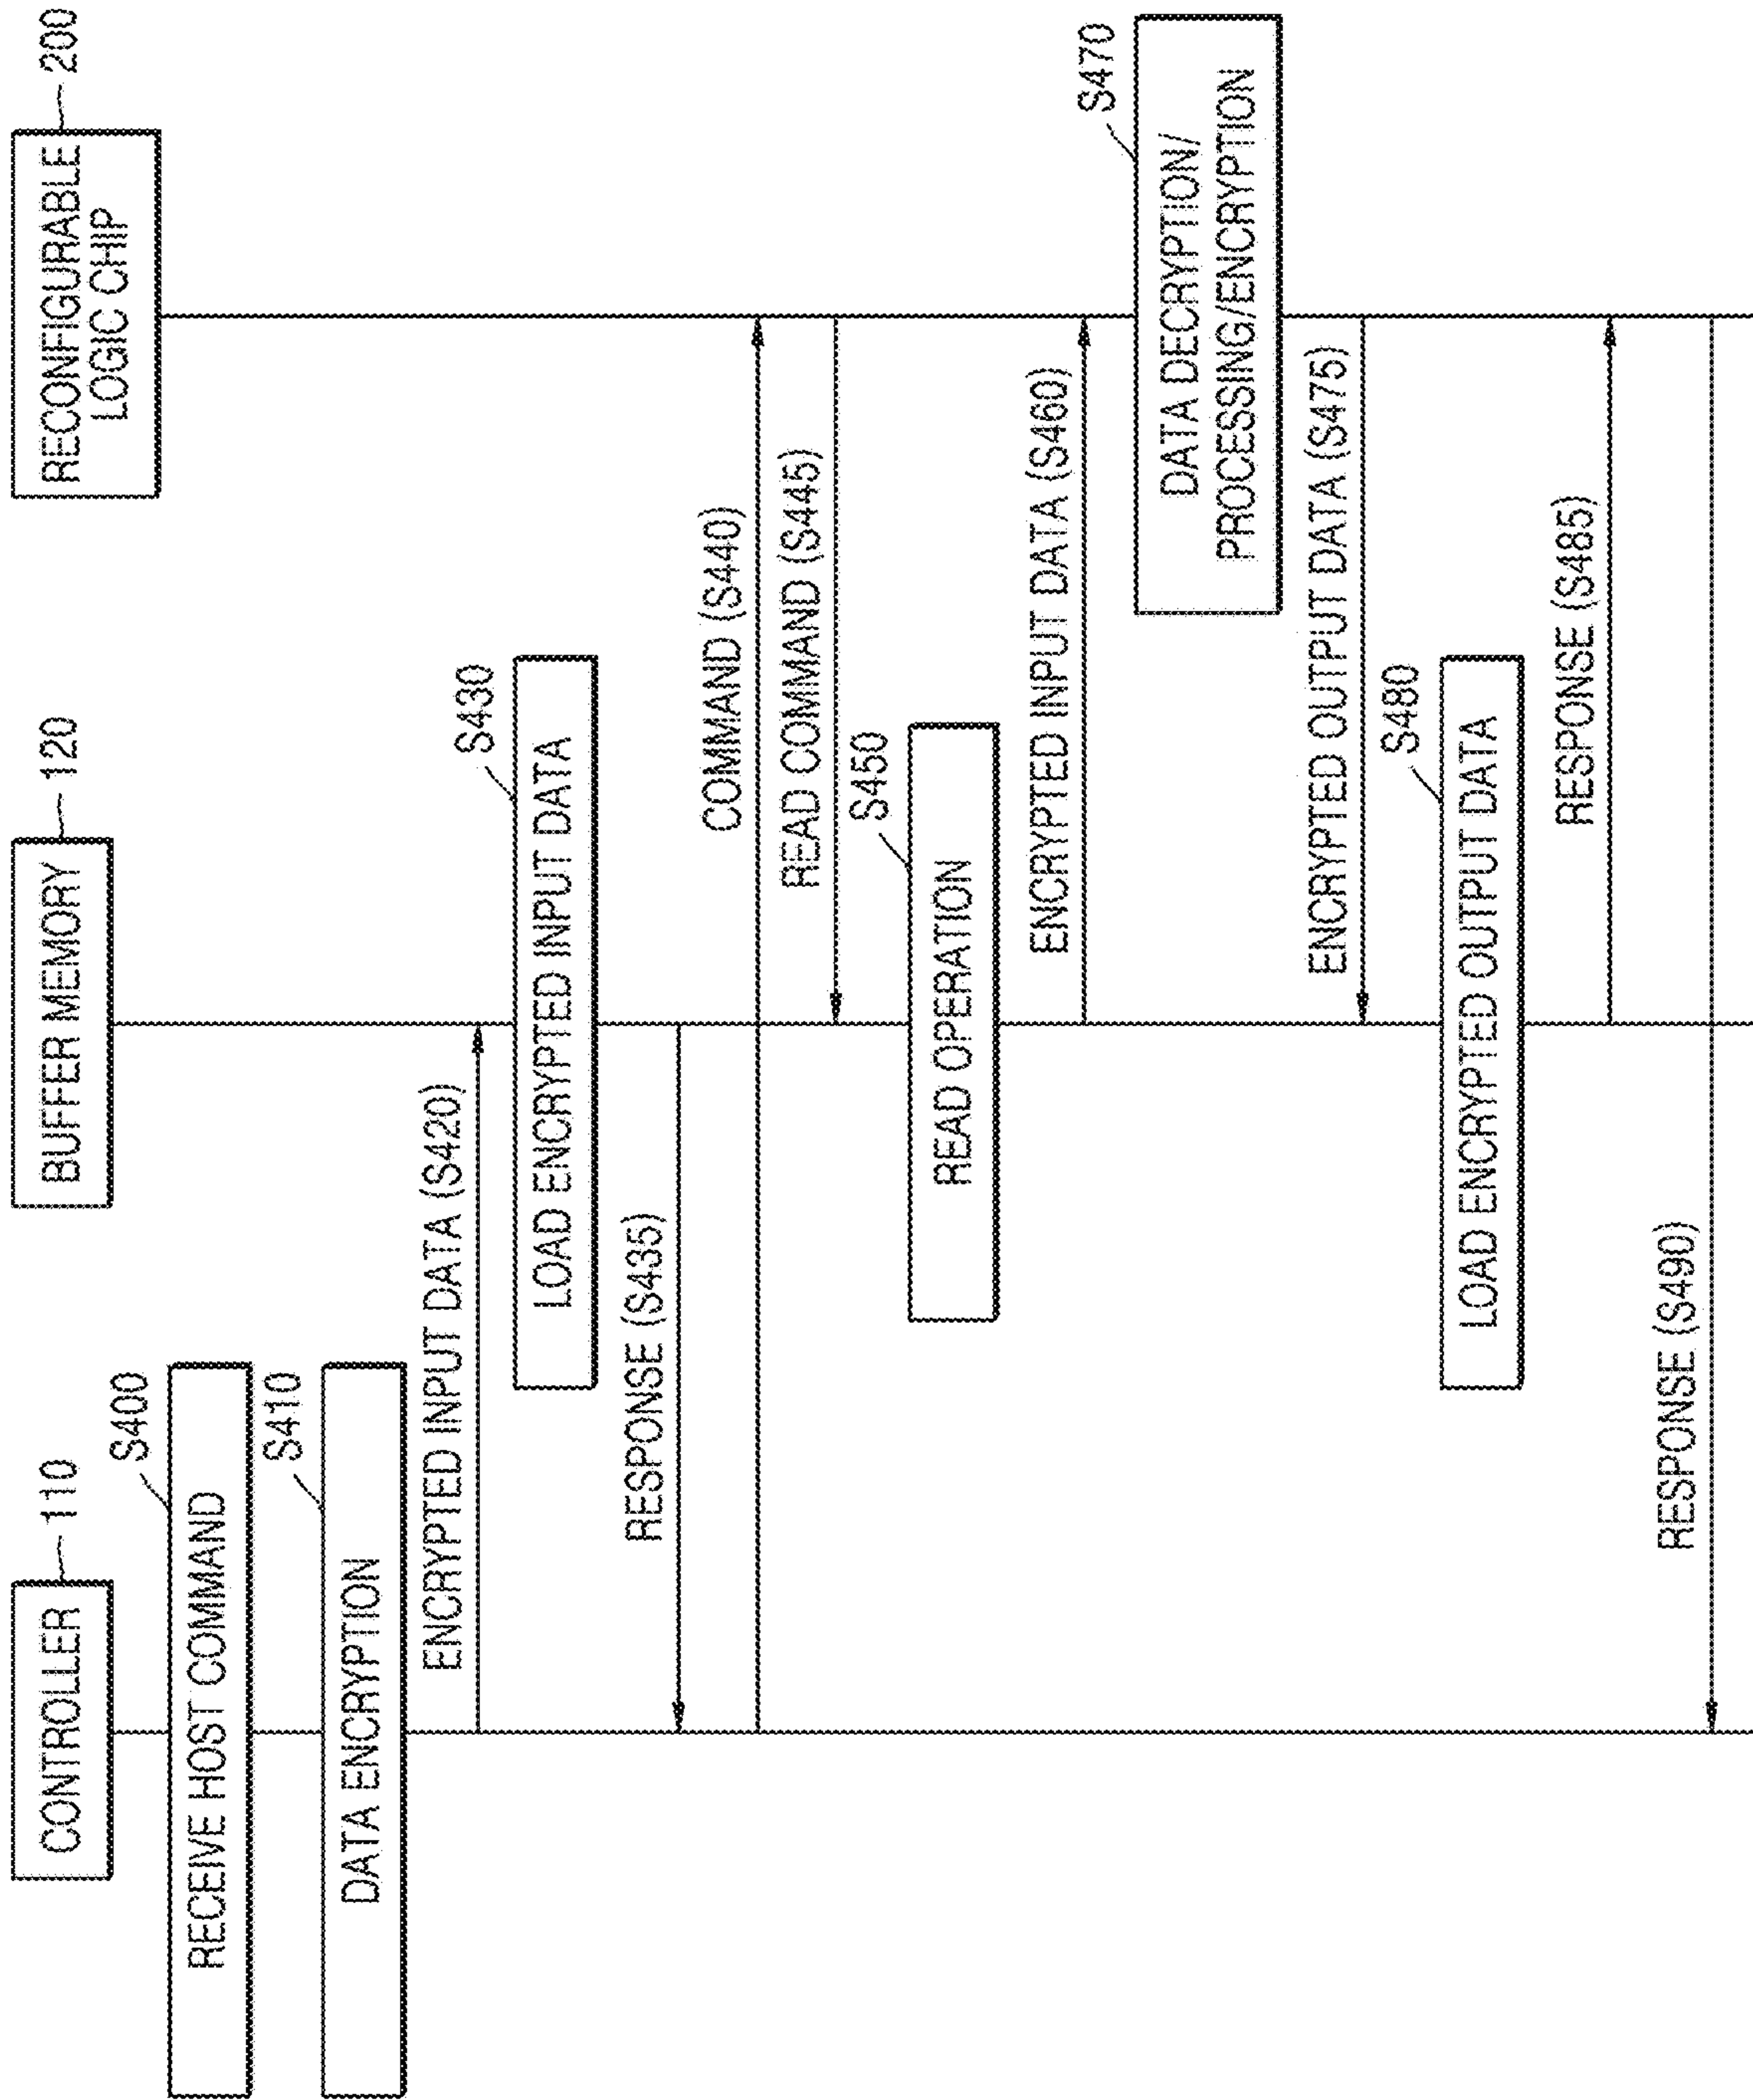 CONTROLLER
110
BUFFER MEMORY
120
RECONFIGURABLE
LOGIC CHIP
200
S400
RECEIVE HOST COMMAND
S410
DATA ENCRYPTION
ENCRYPTED INPUT DATA (S420)
S430
LOAD ENCRYPTED INPUT DATA
RESPONSE (S435)
COMMAND (S440)
READ COMMAND (S445)
S450
READ OPERATION
ENCRYPTED INPUT DATA (S460)
S470
DATA DECRYPTION/
PROCESSING/ENCRYPTION
ENCRYPTED OUTPUT DATA (S475)
S480
LOAD ENCRYPTED OUTPUT DATA
RESPONSE (S485)
RESPONSE (S490)